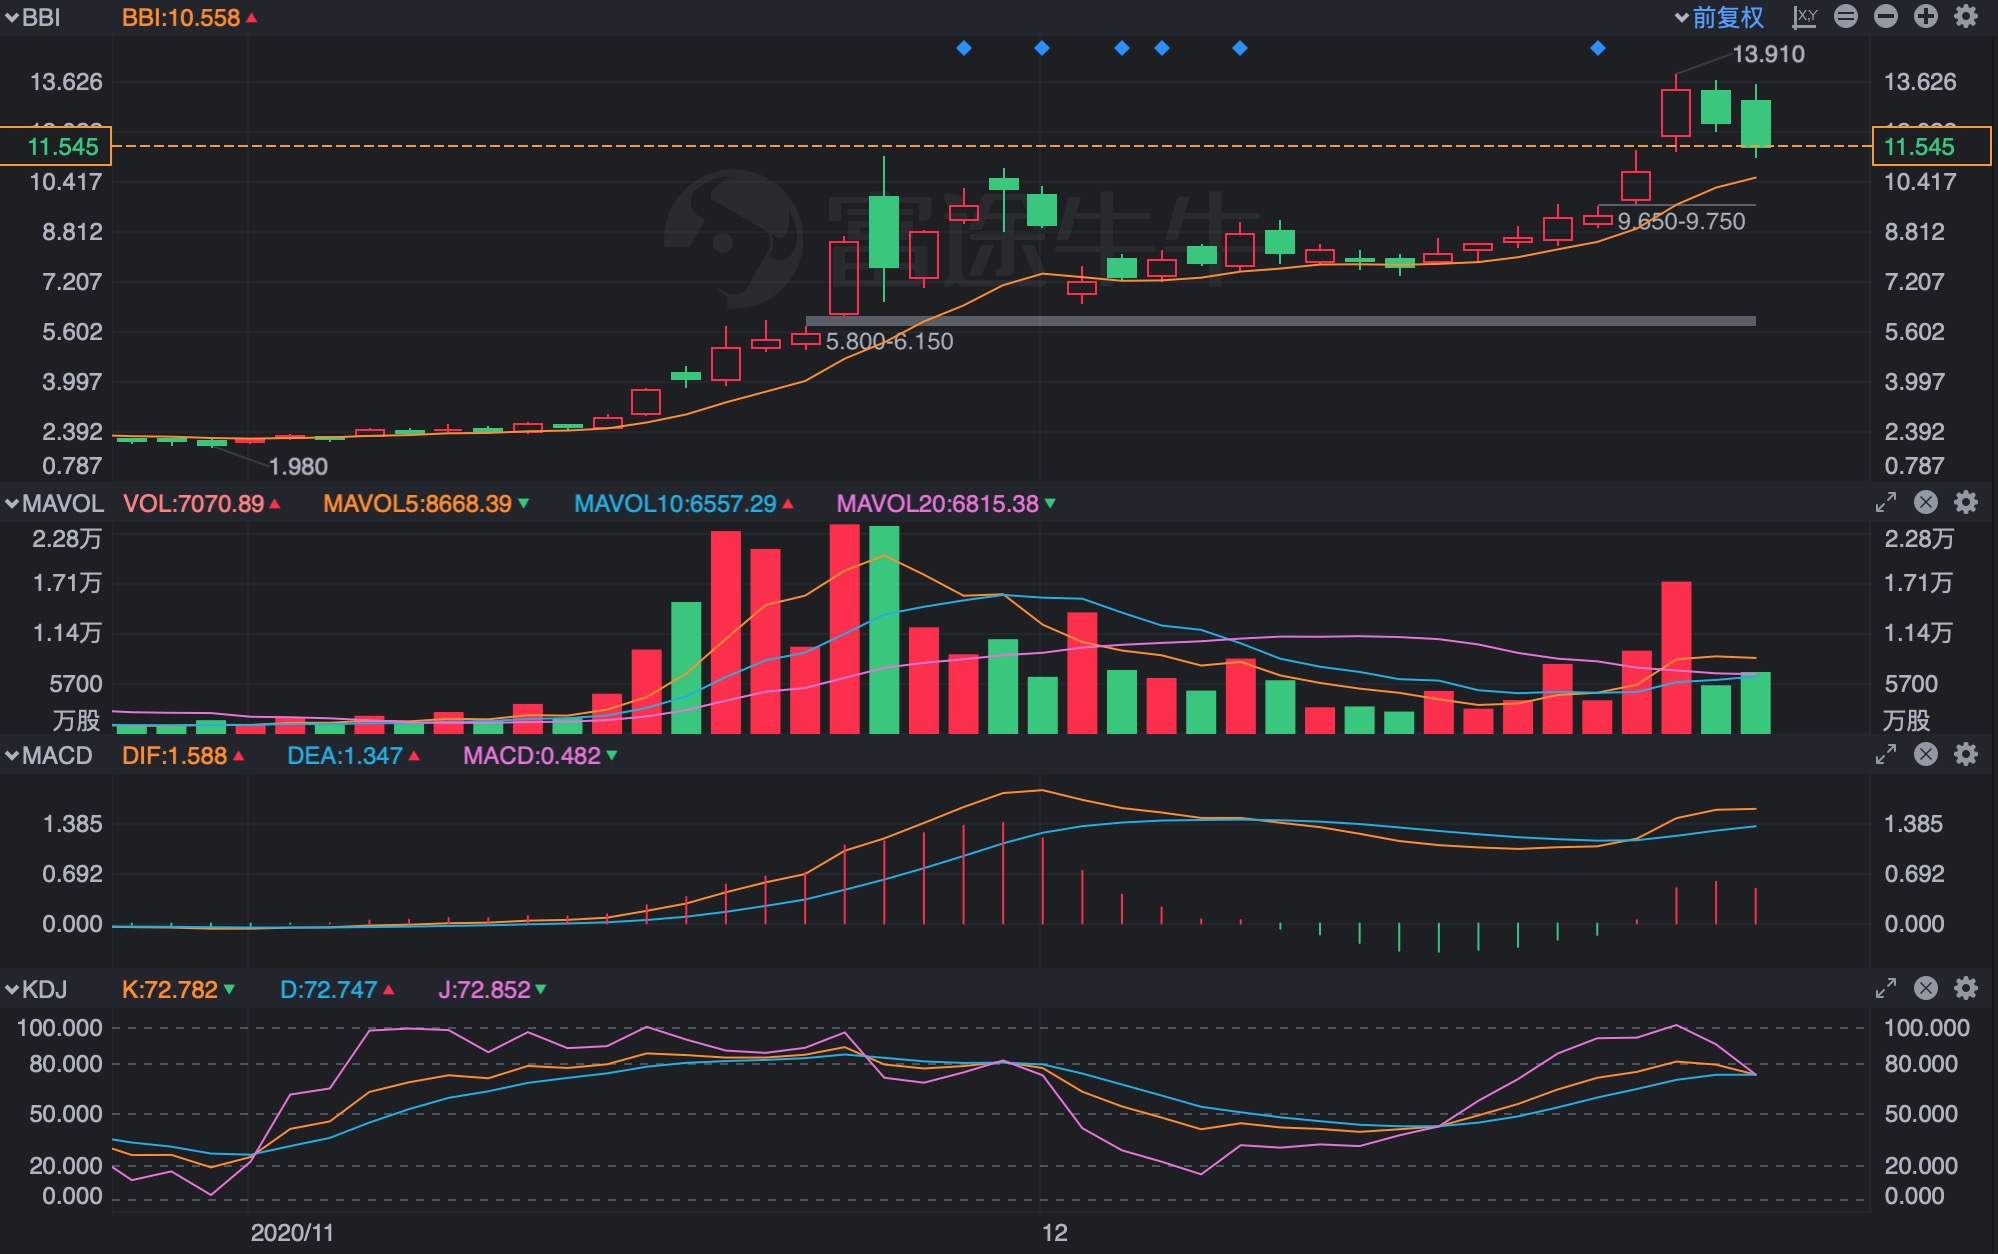 BBI BBI:10.558 前复权
13.910
13.626 13.626
11.545 11.545
10.417 10.417
富途牛牛
9.650-9.750
8.812 8.812
7.207 7.207
5.602 5.602
5.800-6.150
3.997 3.997
2.392 2.392
0.787 1.980 0.787
MAVOL VOL:7070.89 MAVOL5:8668.39 MAVOL10:6557.29 MAVOL20:6815.38
2.28万 2.28万
1.71万 1.71万
1.14万 1.14万
5700 5700
万股 万股
MACD DIF:1.588 DEA:1.347 MACD:0.482
1.385 1.385
0.692 0.692
0.000 0.000
KDJ K:72.782 D:72.747 J:72.852
100.000 100.000
80.000 80.000
50.000 50.000
20.000 20.000
0.000 0.000
2020/11 12